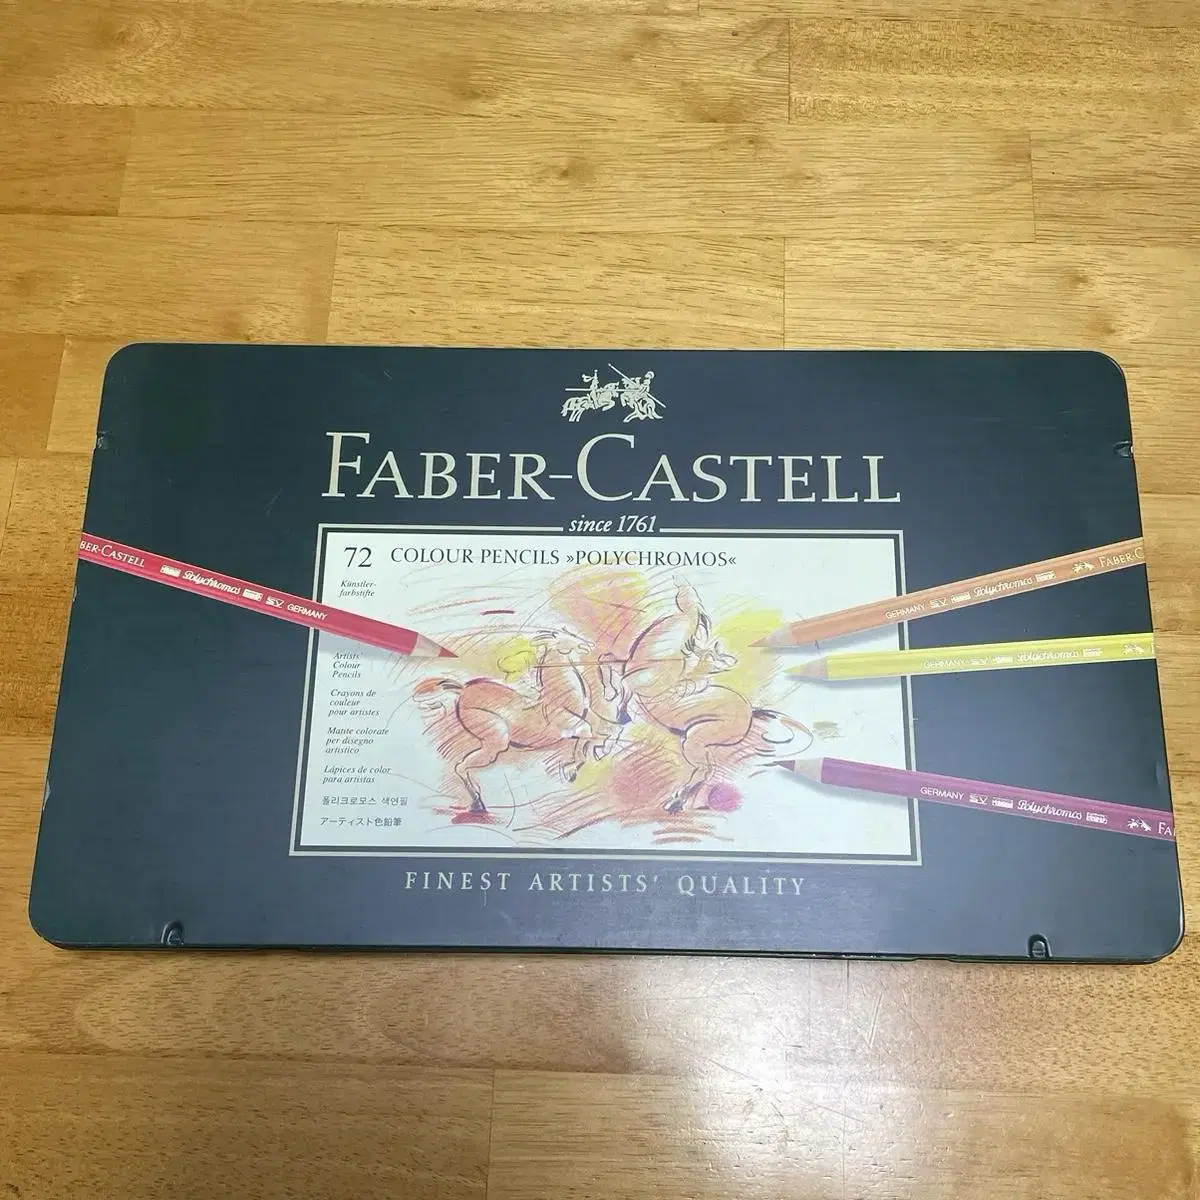 FABER-CASTELL
since 1761
72 COLOUR PENCILS »POLYCHROMOS«
Künstler-
farbstifte
Artists'
Colour
Pencils
Crayons de
couleur
pour artistes
Matite colorate
per disegno
artistico
Lápices de color
para artistas
폴리크로모스 색연필
アーティスト色鉛筆
BER-CASTELL Polychromos GERMANY
GERMANY Polychromos FABER-C
GERMANY Polychromos
GERMANY Polychromos FA
FINEST ARTISTS' QUALITY